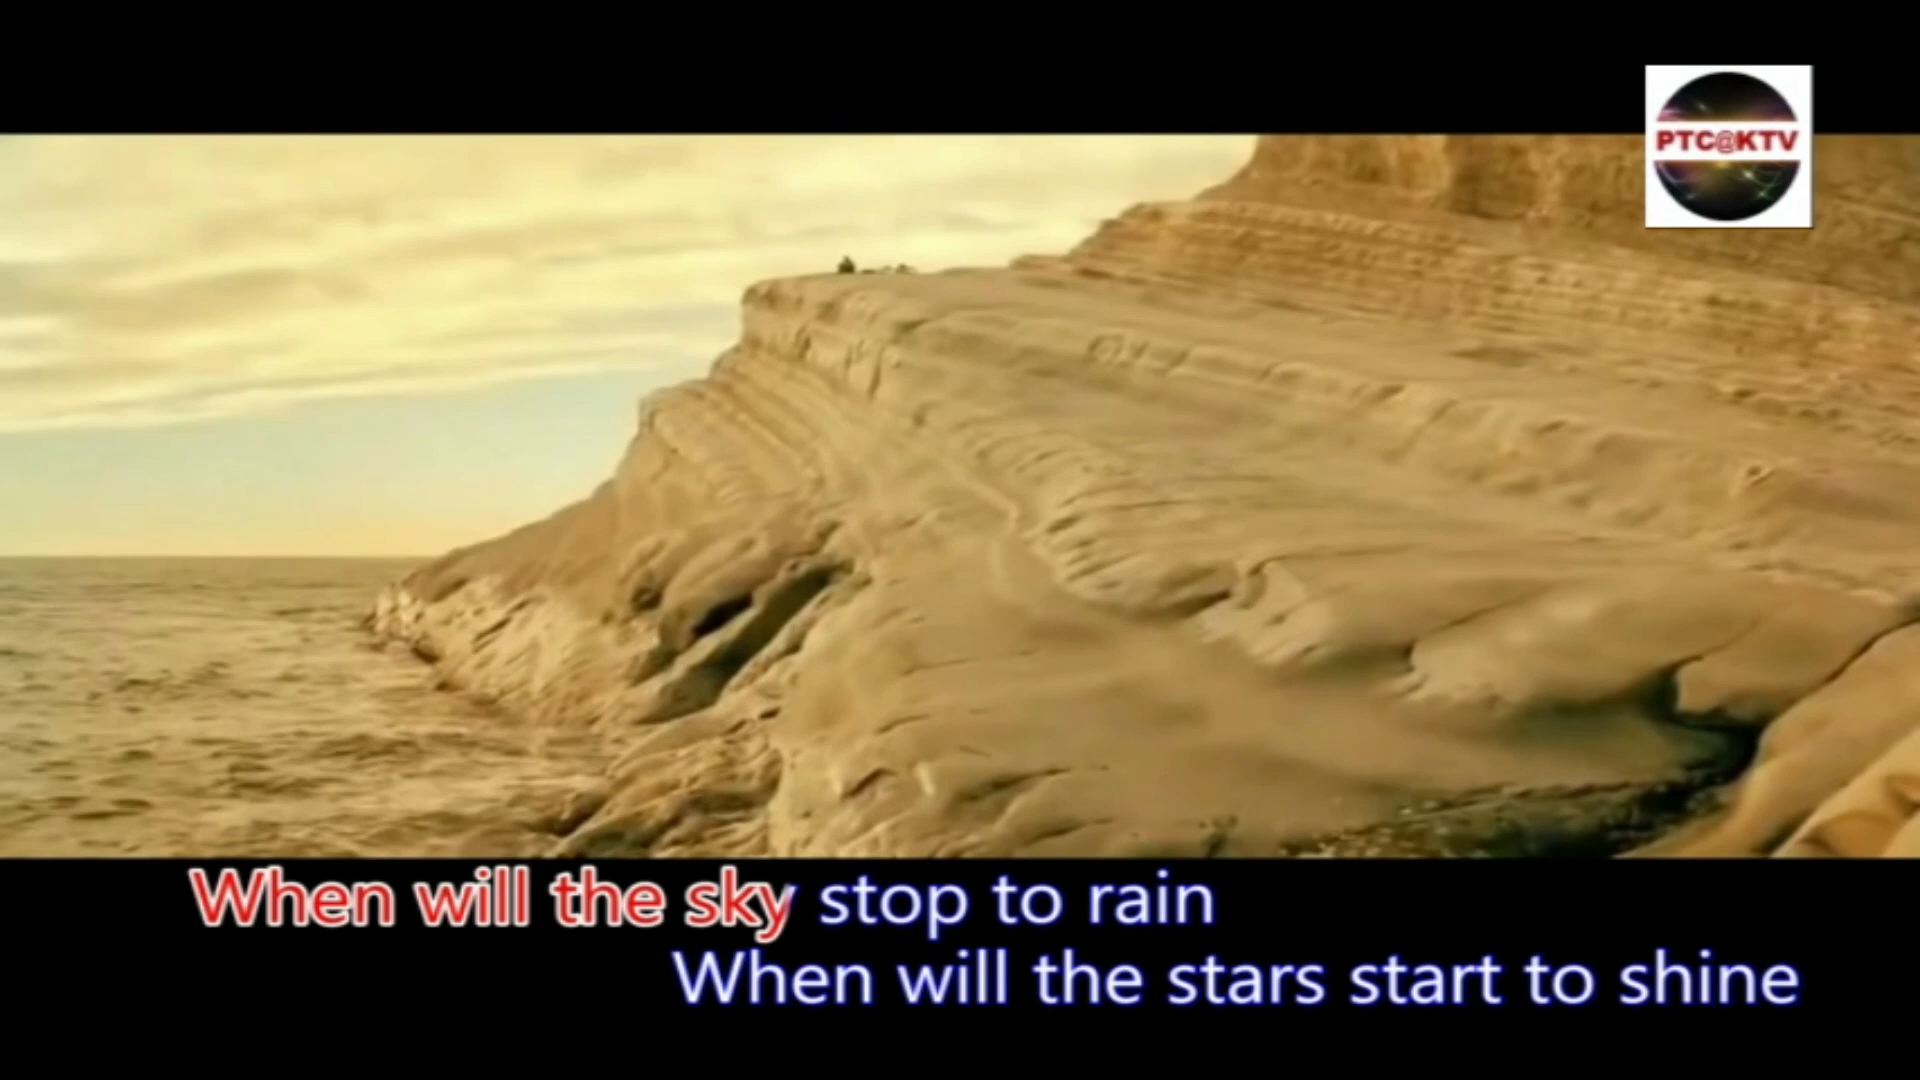 PTC@KTV
When will the sky stop to rain
When will the stars start to shine